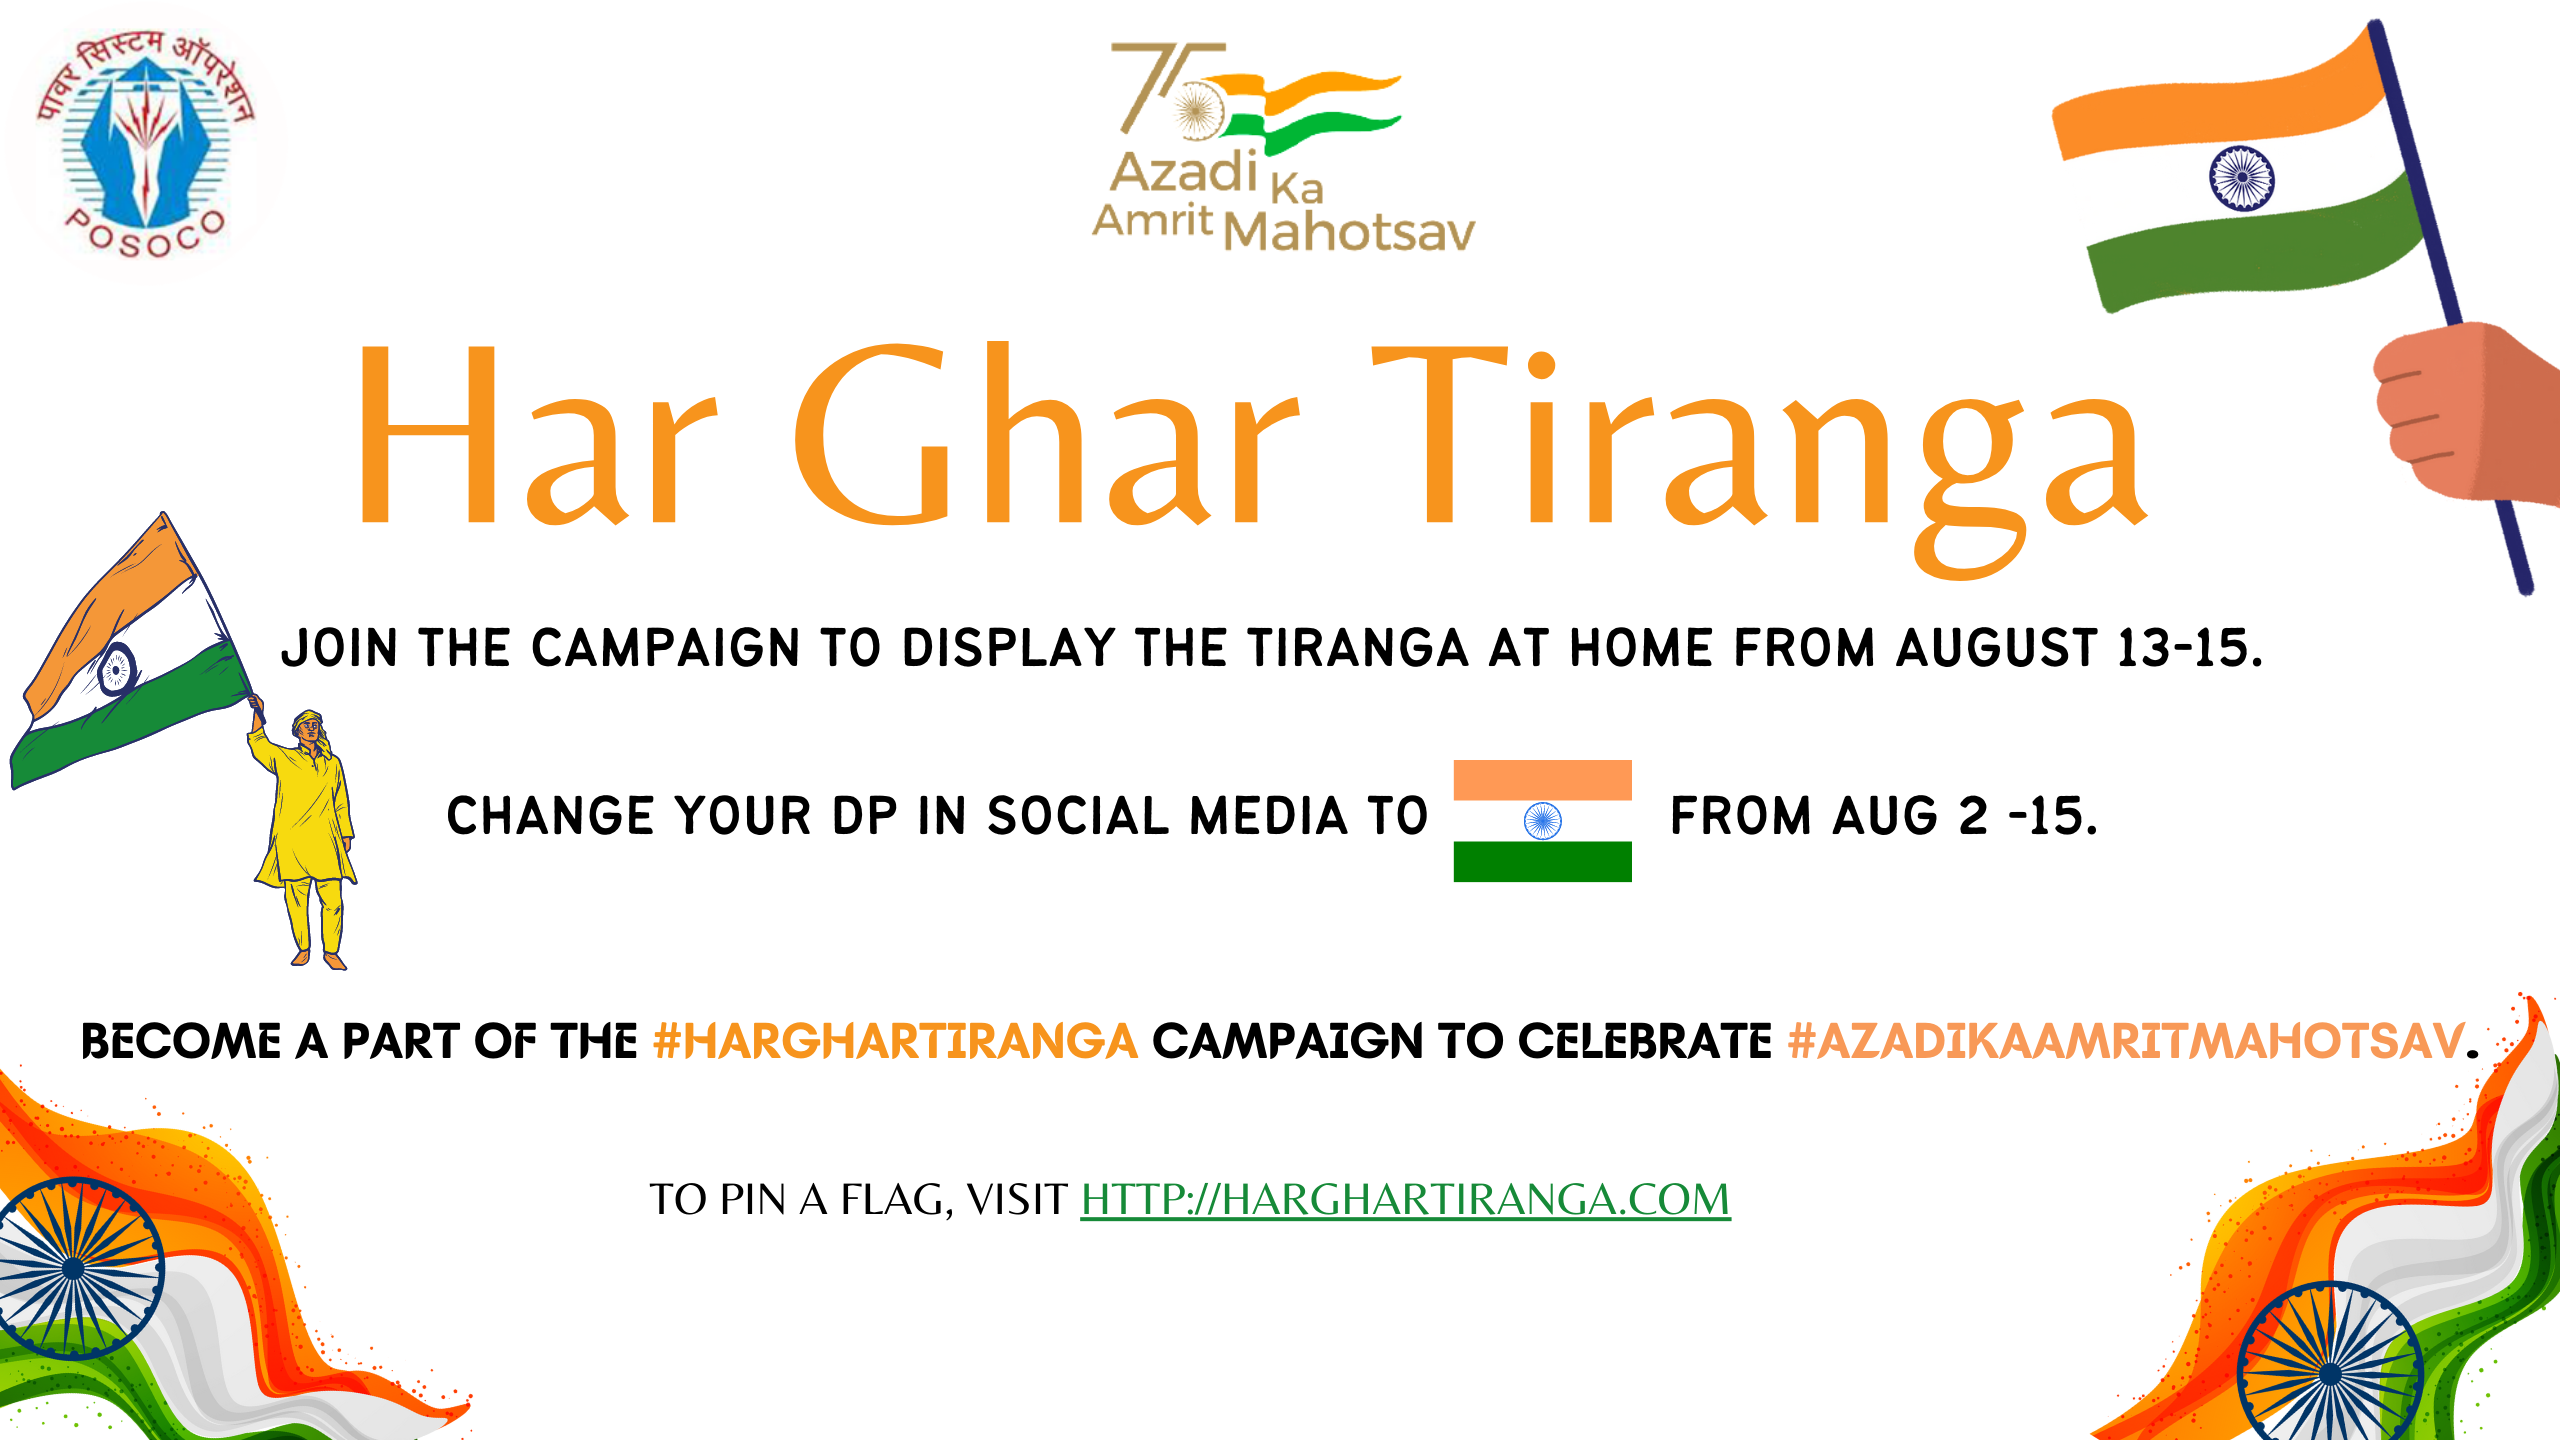 पावर सिस्टम ऑपरेशन
POSOCO
75
Azadi Ka
Amrit Mahotsav
Har Ghar Tiranga
JOIN THE CAMPAIGN TO DISPLAY THE TIRANGA AT HOME FROM AUGUST 13-15.
CHANGE YOUR DP IN SOCIAL MEDIA TO FROM AUG 2 -15.
BECOME A PART OF THE #HARGHARTIRANGA CAMPAIGN TO CELEBRATE #AZADIKAAMRITMAHOTSAV.
TO PIN A FLAG, VISIT HTTP://HARGHARTIRANGA.COM